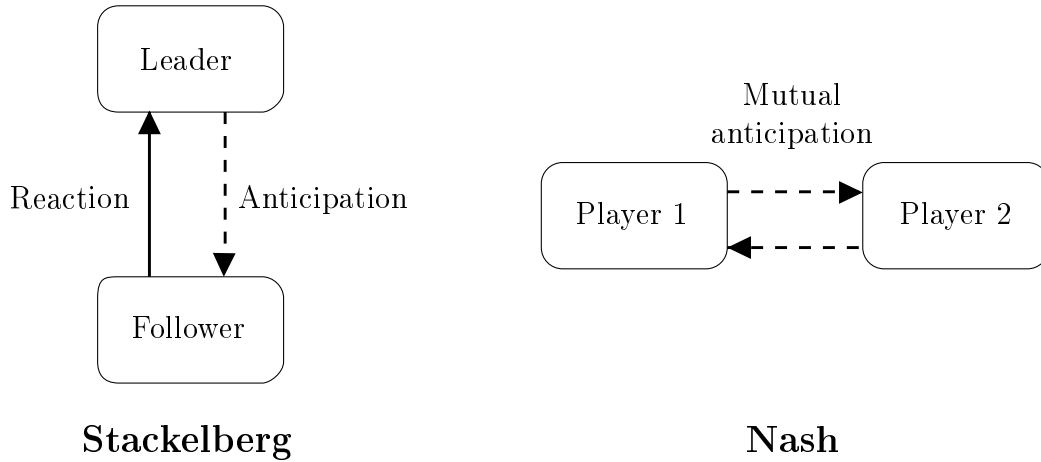 Leader
Reaction
Anticipation
Follower
Stackelberg
Mutual
anticipation
Player 1
Player 2
Nash